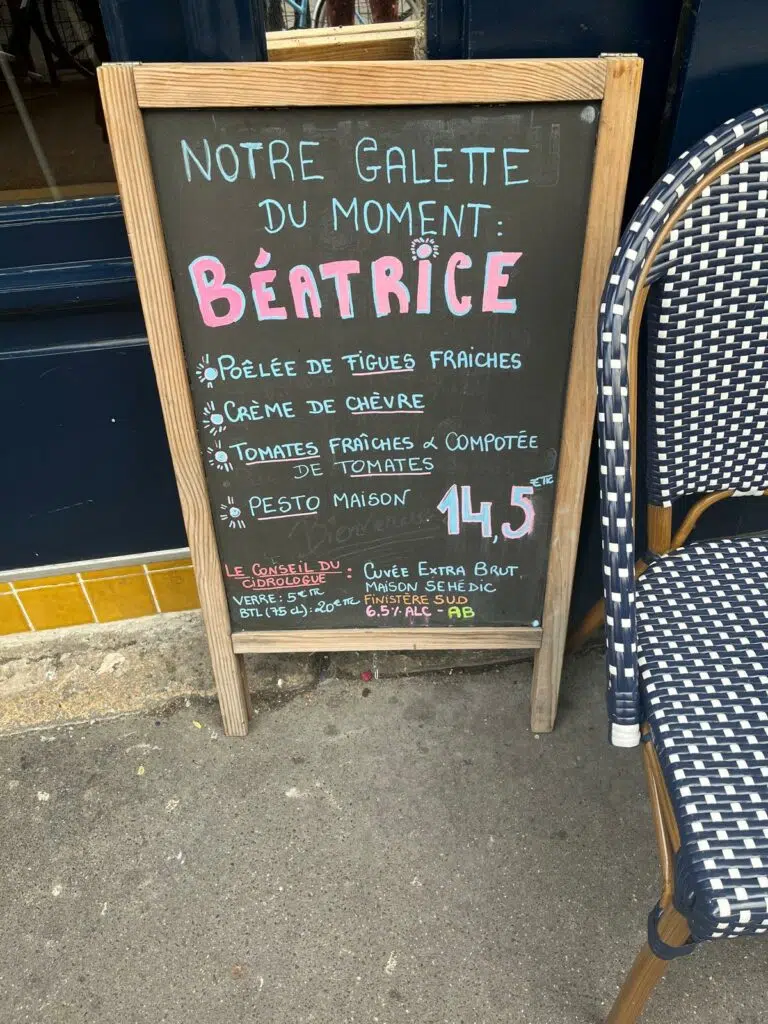 NOTRE GALETTE
DU MOMENT:
BÉATRICE
POÊLÉE DE FIGUES FRAICHES
CRÈME DE CHÈVRE
TOMATES FRAÎCHES & COMPOTÉE
DE TOMATES
PESTO MAISON
14,5 € TTC
LE CONSEIL DU
CIDROLOGUE :
CUVÉE EXTRA BRUT
MAISON SEHEDIC
VERRE: 5€ TTC
FINISTÈRE SUD
BTL (75 CL): 20€ TTC
6.5% ALC - AB